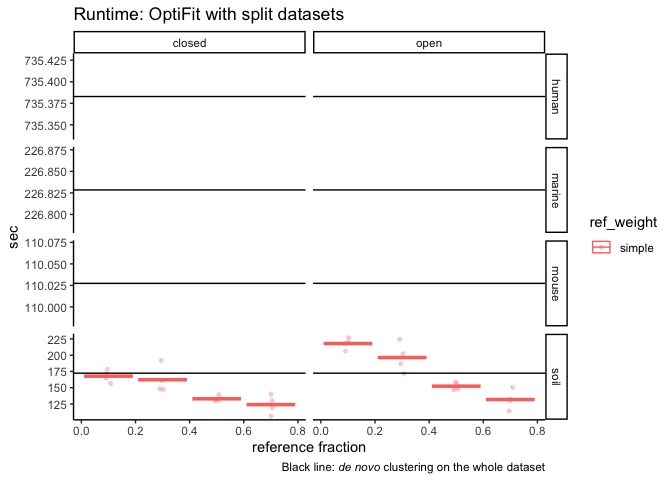 Runtime: OptiFit with split datasets
closed
open
735.425
735.400
735.375
735.350
human
226.875
226.850
226.825
226.800
marine
110.075
110.050
110.025
110.000
mouse
225
200
175
150
125
soil
sec
0.0 0.2 0.4 0.6 0.8
0.0 0.2 0.4 0.6 0.8
reference fraction
Black line: de novo clustering on the whole dataset
ref_weight
simple